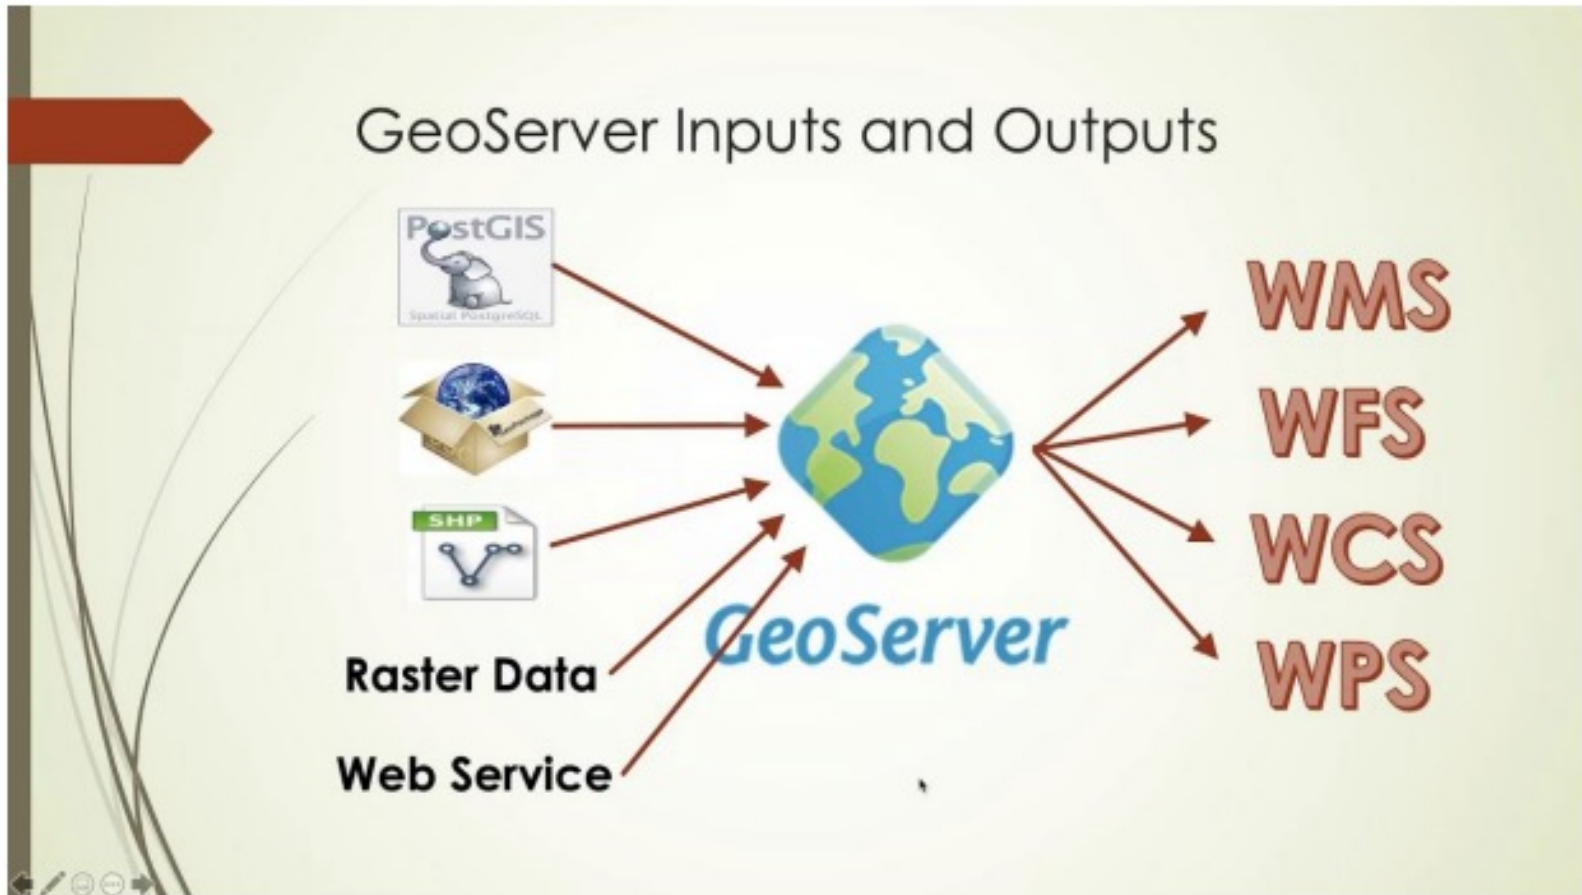 GeoServer Inputs and Outputs
PostGIS
Spatial PostgreSQL
SHP
Raster Data
Web Service
GeoServer
WMS
WFS
WCS
WPS